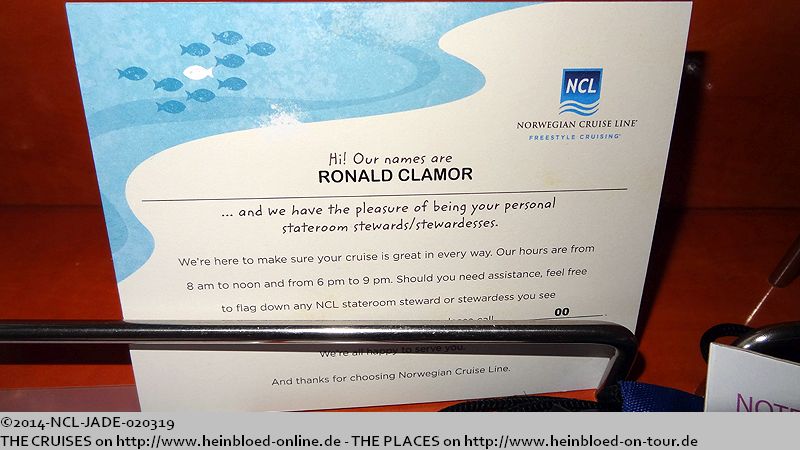 NCL
NORWEGIAN CRUISE LINE®
FREESTYLE CRUISING®
Hi! Our names are
RONALD CLAMOR
... and we have the pleasure of being your personal
stateroom stewards/stewardesses.
We're here to make sure your cruise is great in every way. Our hours are from
8 am to noon and from 6 pm to 9 pm. Should you need assistance, feel free
to flag down any NCL stateroom steward or stewardess you see
call 00
We're all happy to serve you.
And thanks for choosing Norwegian Cruise Line.
©2014-NCL-JADE-020319
THE CRUISES on http://www.heinbloed-online.de - THE PLACES on http://www.heinbloed-on-tour.de